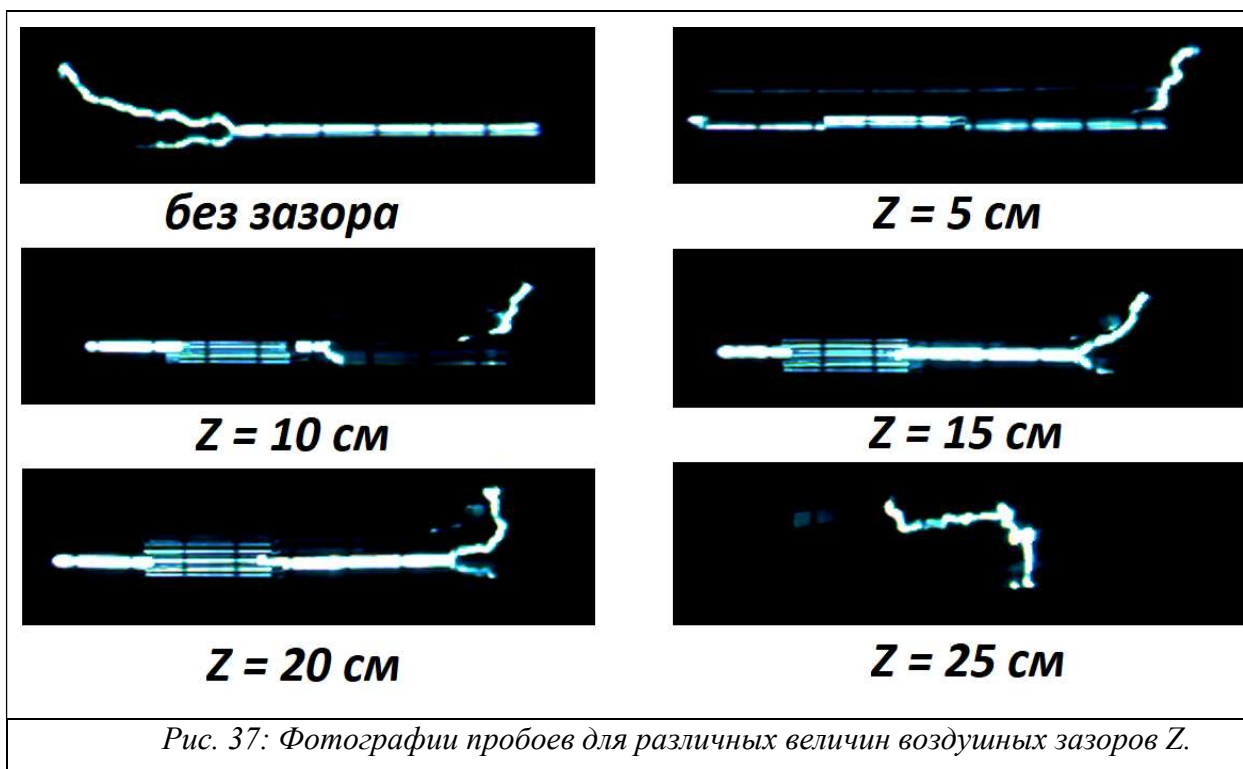 без зазора
Z = 5 см
Z = 10 см
Z = 15 см
Z = 20 см
Z = 25 см
Рис. 37: Фотографии пробоев для различных величин воздушных зазоров Z.